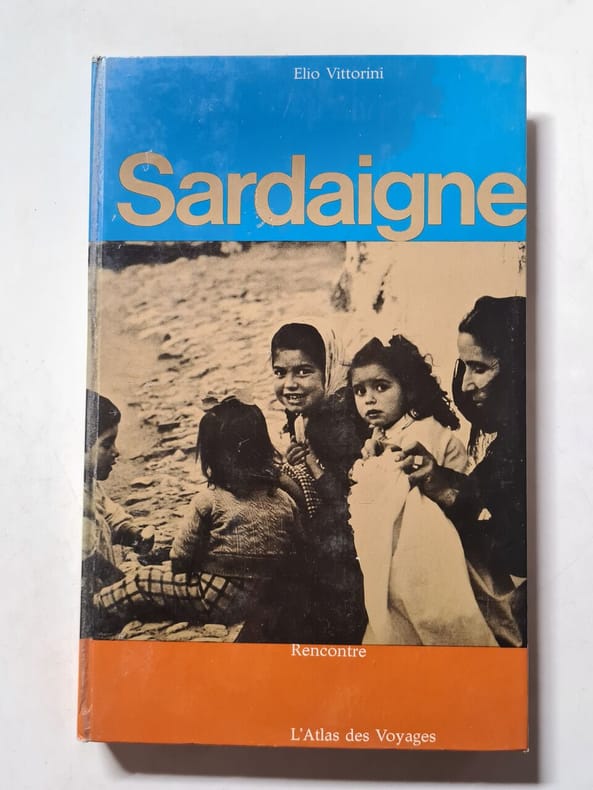 Elio Vittorini
Sardaigne
Rencontre
L'Atlas des Voyages